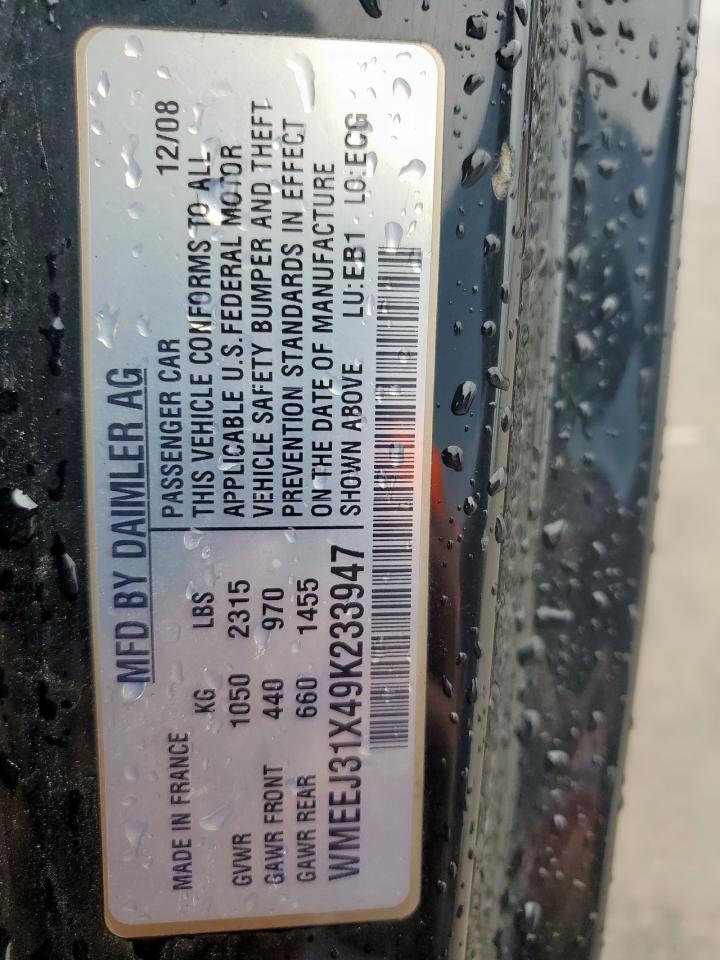 MFD BY DAIMLER AG
MADE IN FRANCE
KG LBS
GVWR 1050 2315
GAWR FRONT 440 970
GAWR REAR 660 1455
PASSENGER CAR 12/08
THIS VEHICLE CONFORMS TO ALL
APPLICABLE U.S.FEDERAL MOTOR
VEHICLE SAFETY BUMPER AND THEFT
PREVENTION STANDARDS IN EFFECT
ON THE DATE OF MANUFACTURE
SHOWN ABOVE LU:EB1 LO:ECG
WMEEJ31X49K233947